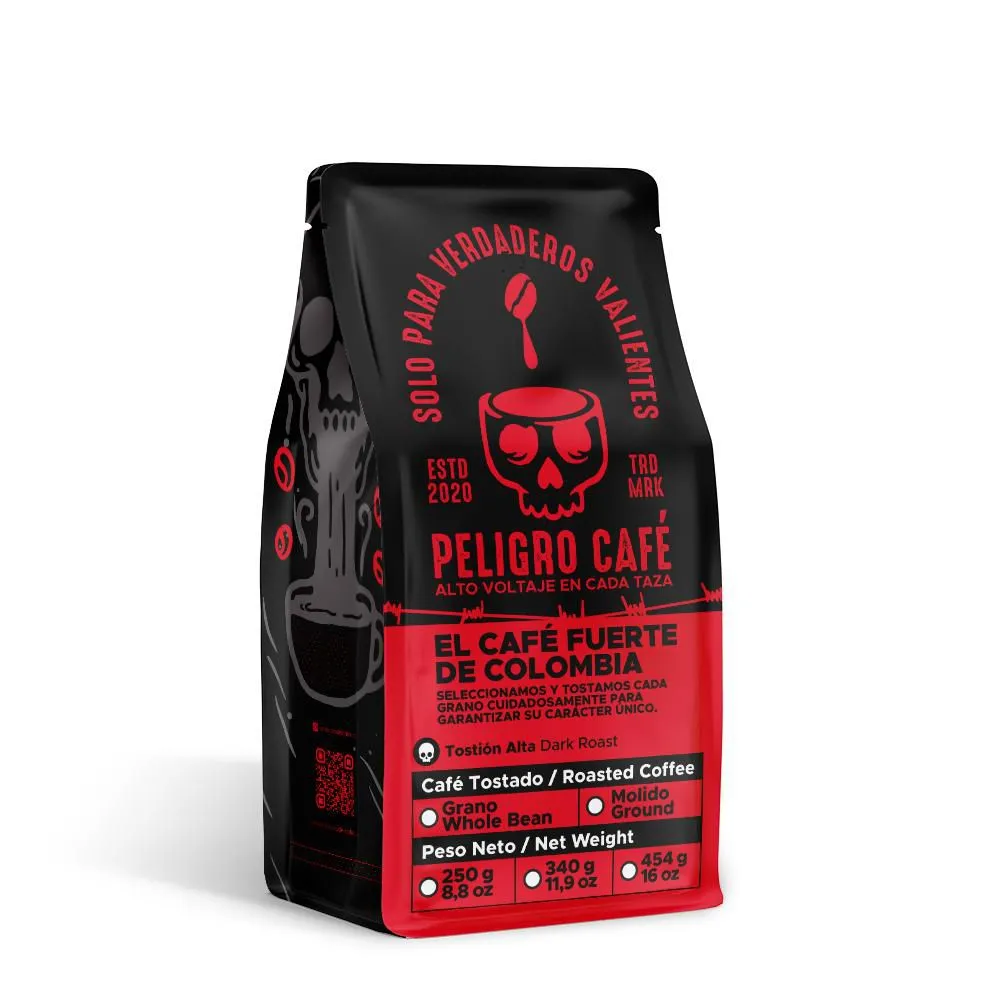 SOLO PARA VERDADEROS VALIENTES
ESTD
2020
TRD
MRK
PELIGRO CAFÉ
ALTO VOLTAJE EN CADA TAZA
EL CAFÉ FUERTE
DE COLOMBIA
SELECCIONAMOS Y TOSTAMOS CADA
GRANO CUIDADOSAMENTE PARA
GARANTIZAR SU CARÁCTER ÚNICO.
Tostión Alta Dark Roast
Café Tostado / Roasted Coffee
Grano
Whole Bean
Molido
Ground
Peso Neto / Net Weight
250 g
8,8 oz
340 g
11,9 oz
454 g
16 oz